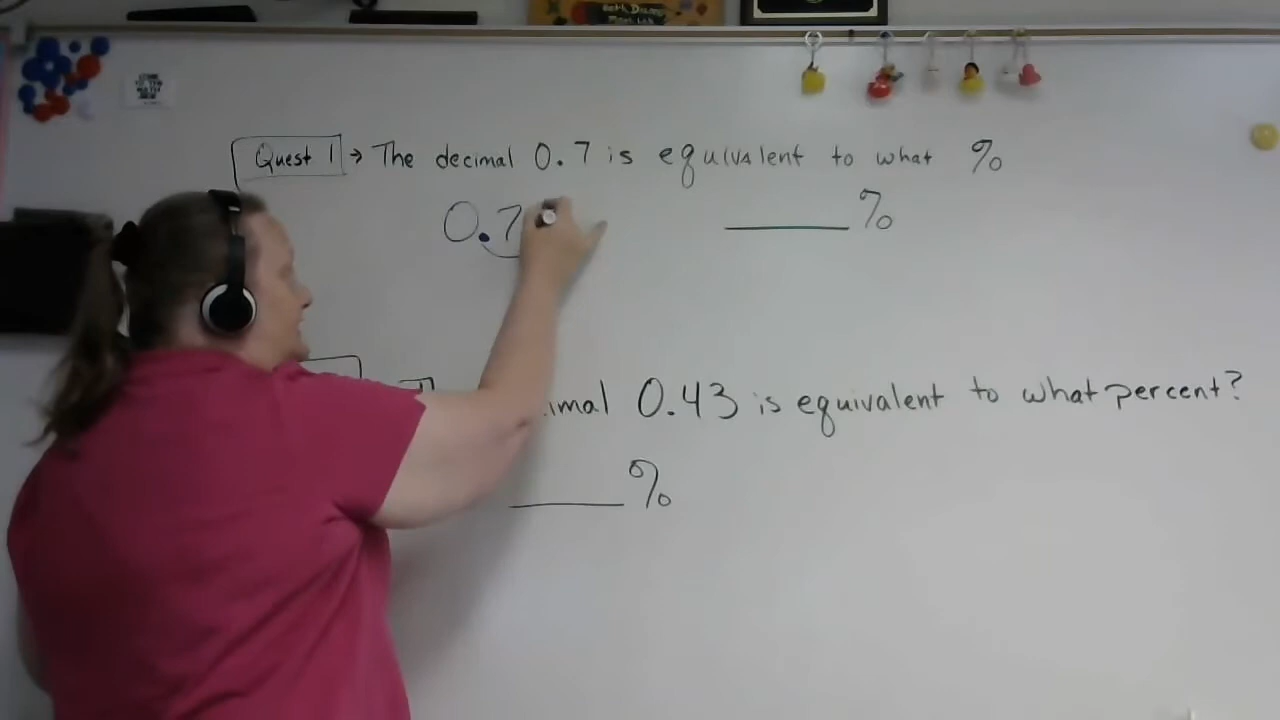 Quest 1 → The decimal 0.7 is equivalent to what %
0.7 ____ %
imal 0.43 is equivalent to what percent?
____ %